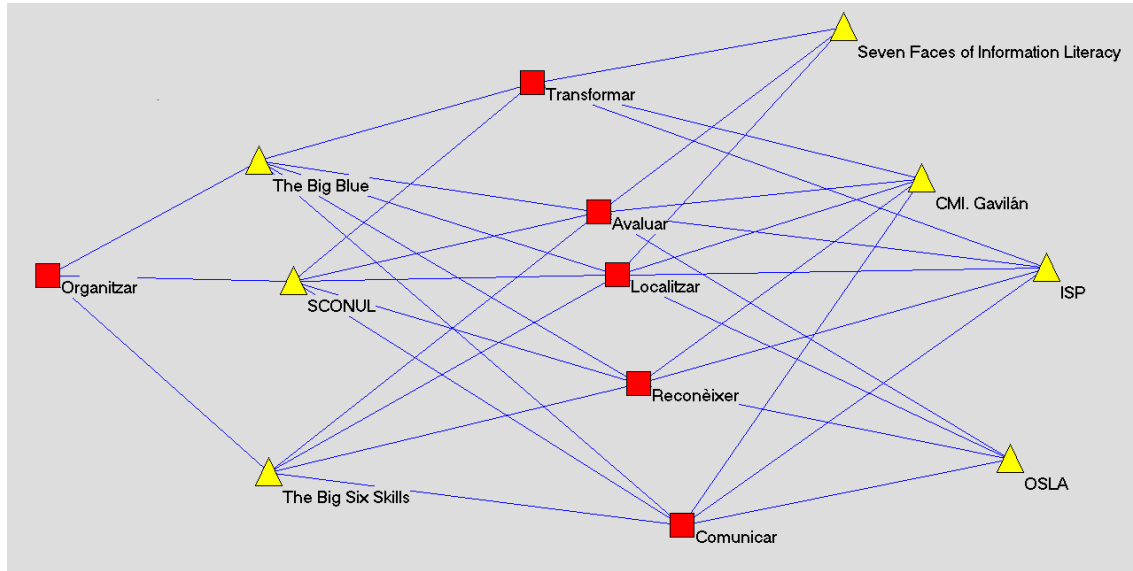 Seven Faces of Information Literacy
Transformar
The Big Blue
CMI. Gavilán
Avaluar
Organitzar
SCONUL
Localitzar
ISP
Reconèixer
The Big Six Skills
OSLA
Comunicar